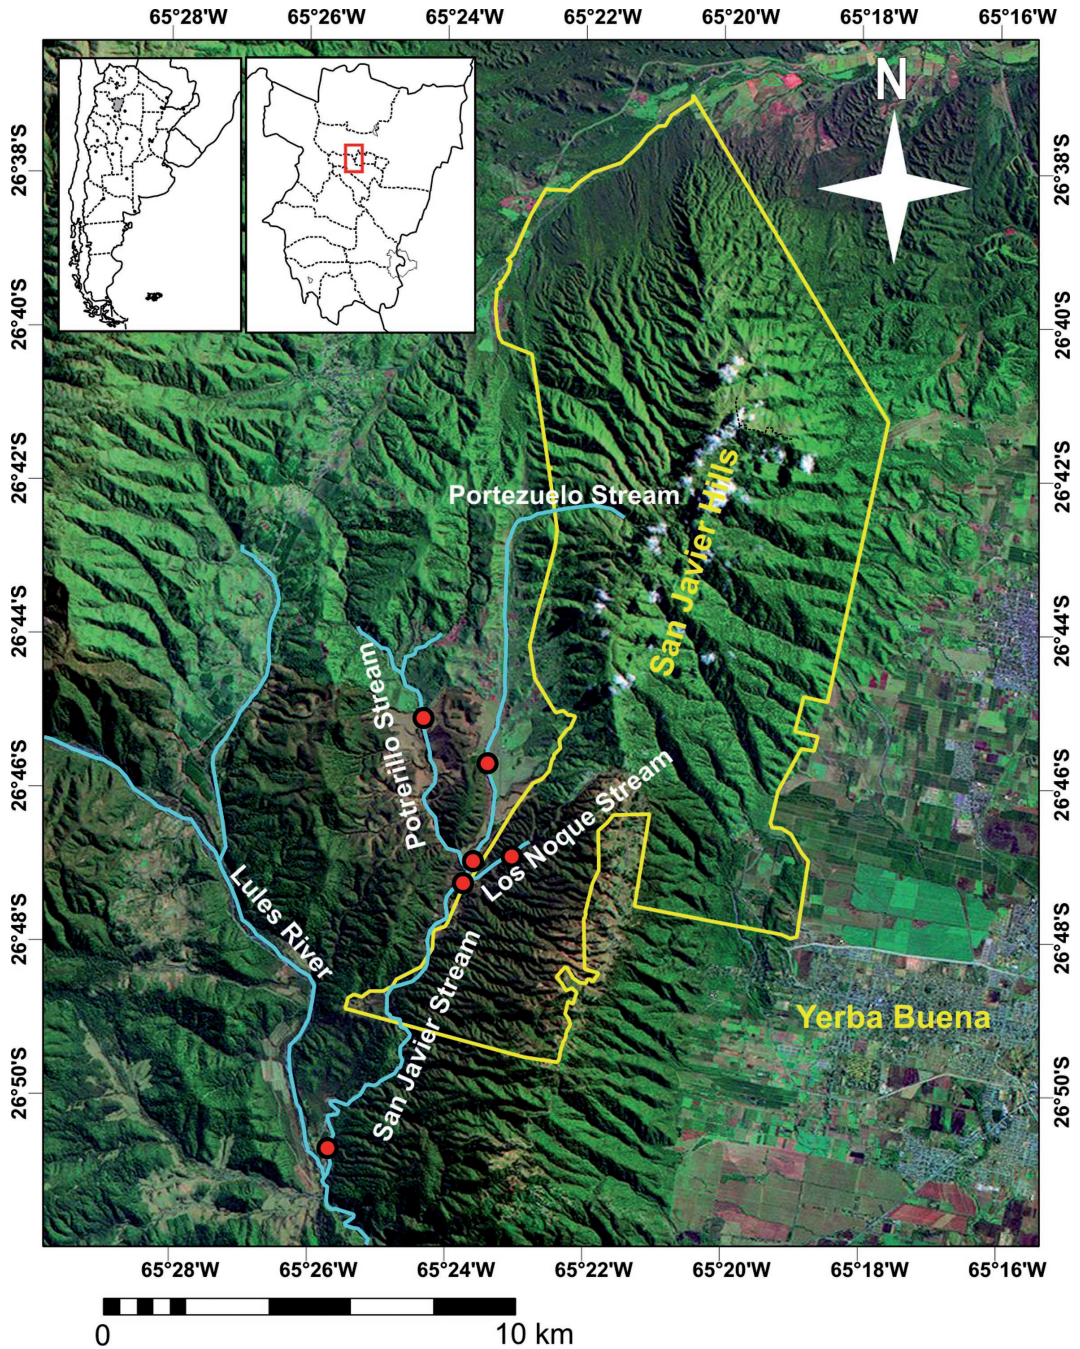 65°28'W 65°26'W 65°24'W 65°22'W 65°20'W 65°18'W 65°16'W
N
26°38'S
26°38'S
26°40'S
26°40'S
26°42'S
26°42'S
Portezuelo Stream
San Javier Hills
26°44'S
26°44'S
Potrerillo Stream
26°46'S
26°46'S
Los Noque Stream
Lules River
26°48'S
26°48'S
San Javier Stream
Yerba Buena
26°50'S
26°50'S
65°28'W 65°26'W 65°24'W 65°22'W 65°20'W 65°18'W 65°16'W
0 10 km